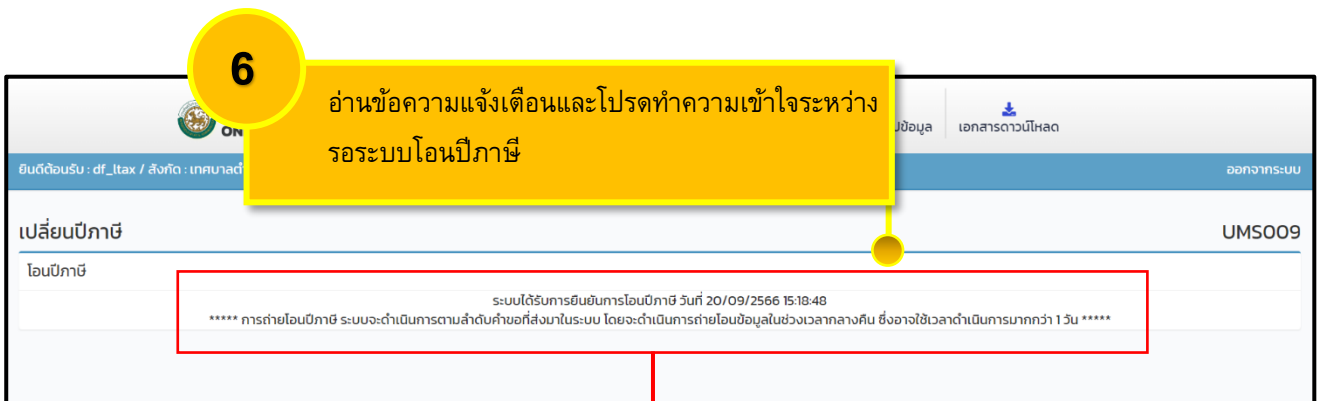 6
อ่านข้อความแจ้งเตือนและโปรดทำความเข้าใจระหว่าง
รอระบบโอนปีภาษี
ON
ปข้อมูล เอกสารดาวน์โหลด
ยินดีต้อนรับ : df_ltax / สังกัด : เทศบาลตำ
ออกจากระบบ
เปลี่ยนปีภาษี
UMS009
โอนปีภาษี
ระบบได้รับการยืนยันการโอนปีภาษี วันที่ 20/09/2566 15:18:48
***** การถ่ายโอนปีภาษี ระบบจะดำเนินการตามลำดับคำขอที่ส่งมาในระบบ โดยจะดำเนินการถ่ายโอนข้อมูลในช่วงเวลากลางคืน ซึ่งอาจใช้เวลาดำเนินการมากกว่า 1 วัน *****